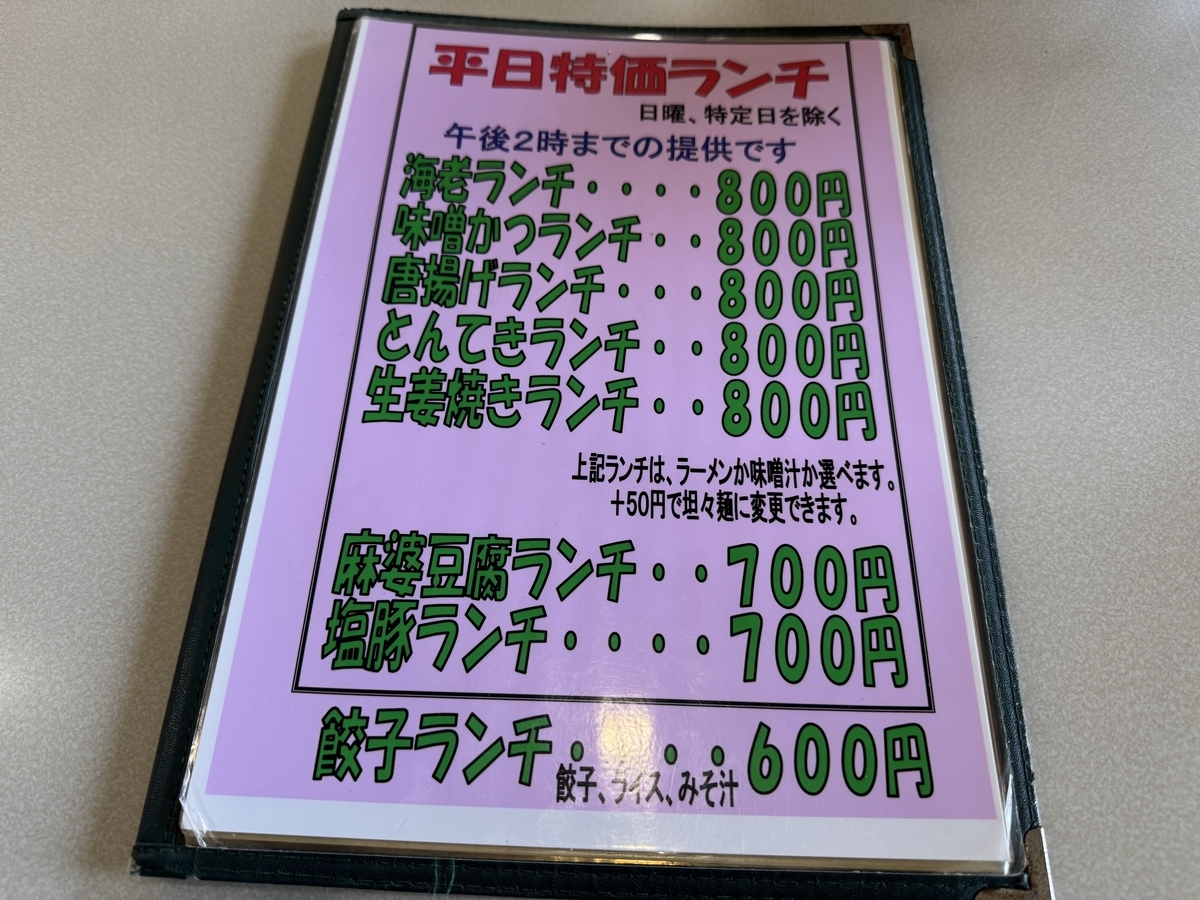 平日特価ランチ
日曜、特定日を除く
午後2時までの提供です
海老ランチ・・・・800円
味噌かつランチ・・800円
唐揚げランチ・・・800円
とんてきランチ・・800円
生姜焼きランチ・・800円
上記ランチは、ラーメンか味噌汁か選べます。
+50円で坦々麺に変更できます。
麻婆豆腐ランチ・・700円
塩豚ランチ・・・・700円
餃子ランチ・・・・600円
餃子、ライス、みそ汁